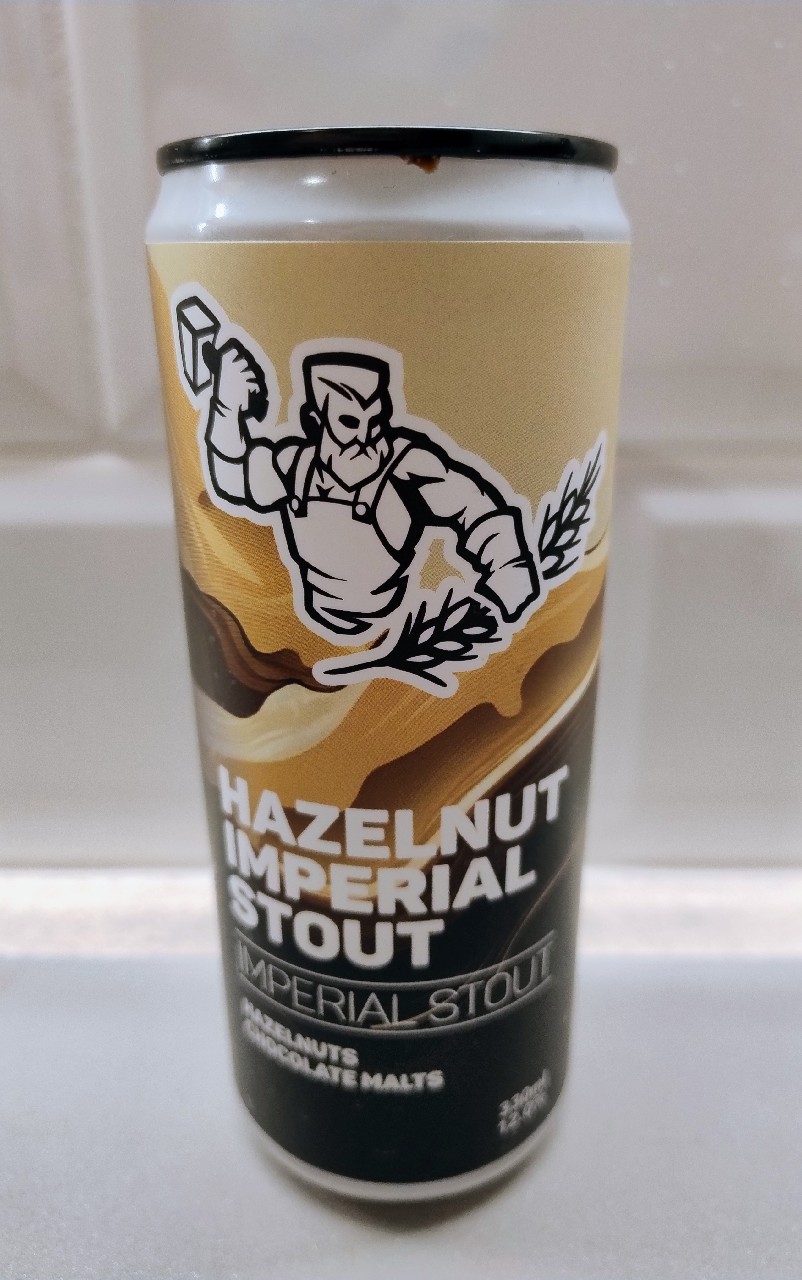 HAZELNUT
IMPERIAL
STOUT
IMPERIAL STOUT
HAZELNUTS
CHOCOLATE MALTS
330ml